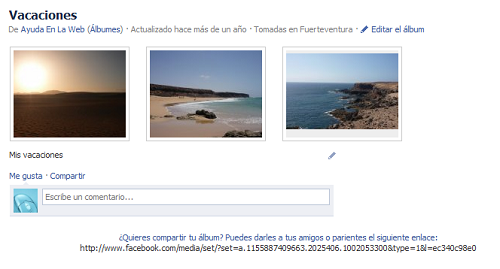 Vacaciones
De Ayuda En La Web (Álbumes) · Actualizado hace más de un año · Tomadas en Fuerteventura · Editar el álbum
Mis vacaciones
Me gusta · Compartir
Escribe un comentario...
¿Quieres compartir tu álbum? Puedes darles a tus amigos o parientes el siguiente enlace:
http://www.facebook.com/media/set/?set=a.1155887409663.2025406.1002053300&type=1&l=ec340c98e0